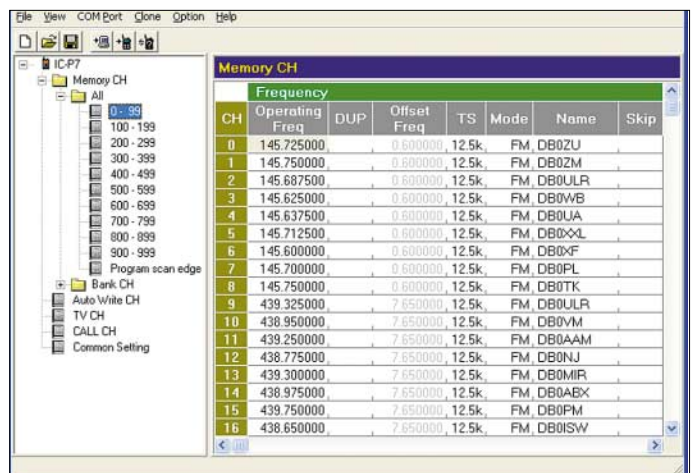 File View COM Port Clone Option Help
IC-P7
Memory CH
All
0 - 99
100 - 199
200 - 299
300 - 399
400 - 499
500 - 599
600 - 699
700 - 799
800 - 899
900 - 999
Program scan edge
Bank CH
Auto Write CH
TV CH
CALL CH
Common Setting
Memory CH
Frequency
CH Operating Freq DUP Offset Freq TS Mode Name Skip
0 145.725000, , 0.600000, 12.5k, FM, DB0ZU ,
1 145.750000, , 0.600000, 12.5k, FM, DB0ZM ,
2 145.687500, , 0.600000, 12.5k, FM, DB0ULR ,
3 145.625000, , 0.600000, 12.5k, FM, DB0WB ,
4 145.637500, , 0.600000, 12.5k, FM, DB0UA ,
5 145.712500, , 0.600000, 12.5k, FM, DB0XXL ,
6 145.600000, , 0.600000, 12.5k, FM, DB0XF ,
7 145.700000, , 0.600000, 12.5k, FM, DB0PL ,
8 145.750000, , 0.600000, 12.5k, FM, DB0TK ,
9 439.325000, , 7.650000, 12.5k, FM, DB0ULR ,
10 438.950000, , 7.650000, 12.5k, FM, DB0VM ,
11 439.250000, , 7.650000, 12.5k, FM, DB0AAM ,
12 438.775000, , 7.650000, 12.5k, FM, DB0NJ ,
13 439.300000, , 7.650000, 12.5k, FM, DB0MIR ,
14 438.975000, , 7.650000, 12.5k, FM, DB0ABX ,
15 439.750000, , 7.650000, 12.5k, FM, DB0PM ,
16 438.650000, , 7.650000, 12.5k, FM, DB0ISW ,